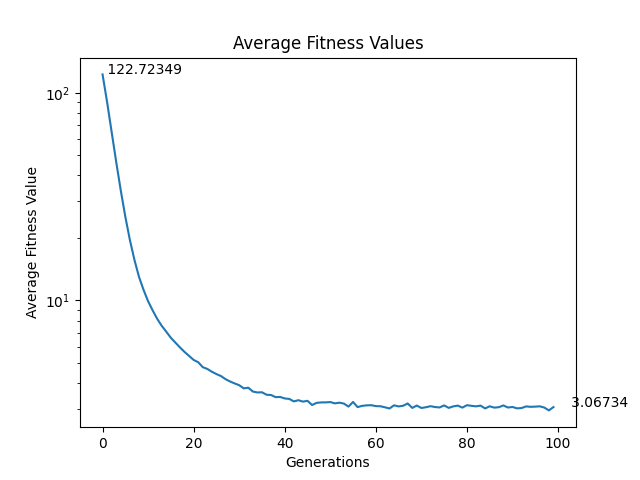 Average Fitness Values
122.72349
10²
10¹
3.06734
Average Fitness Value
0 20 40 60 80 100
Generations